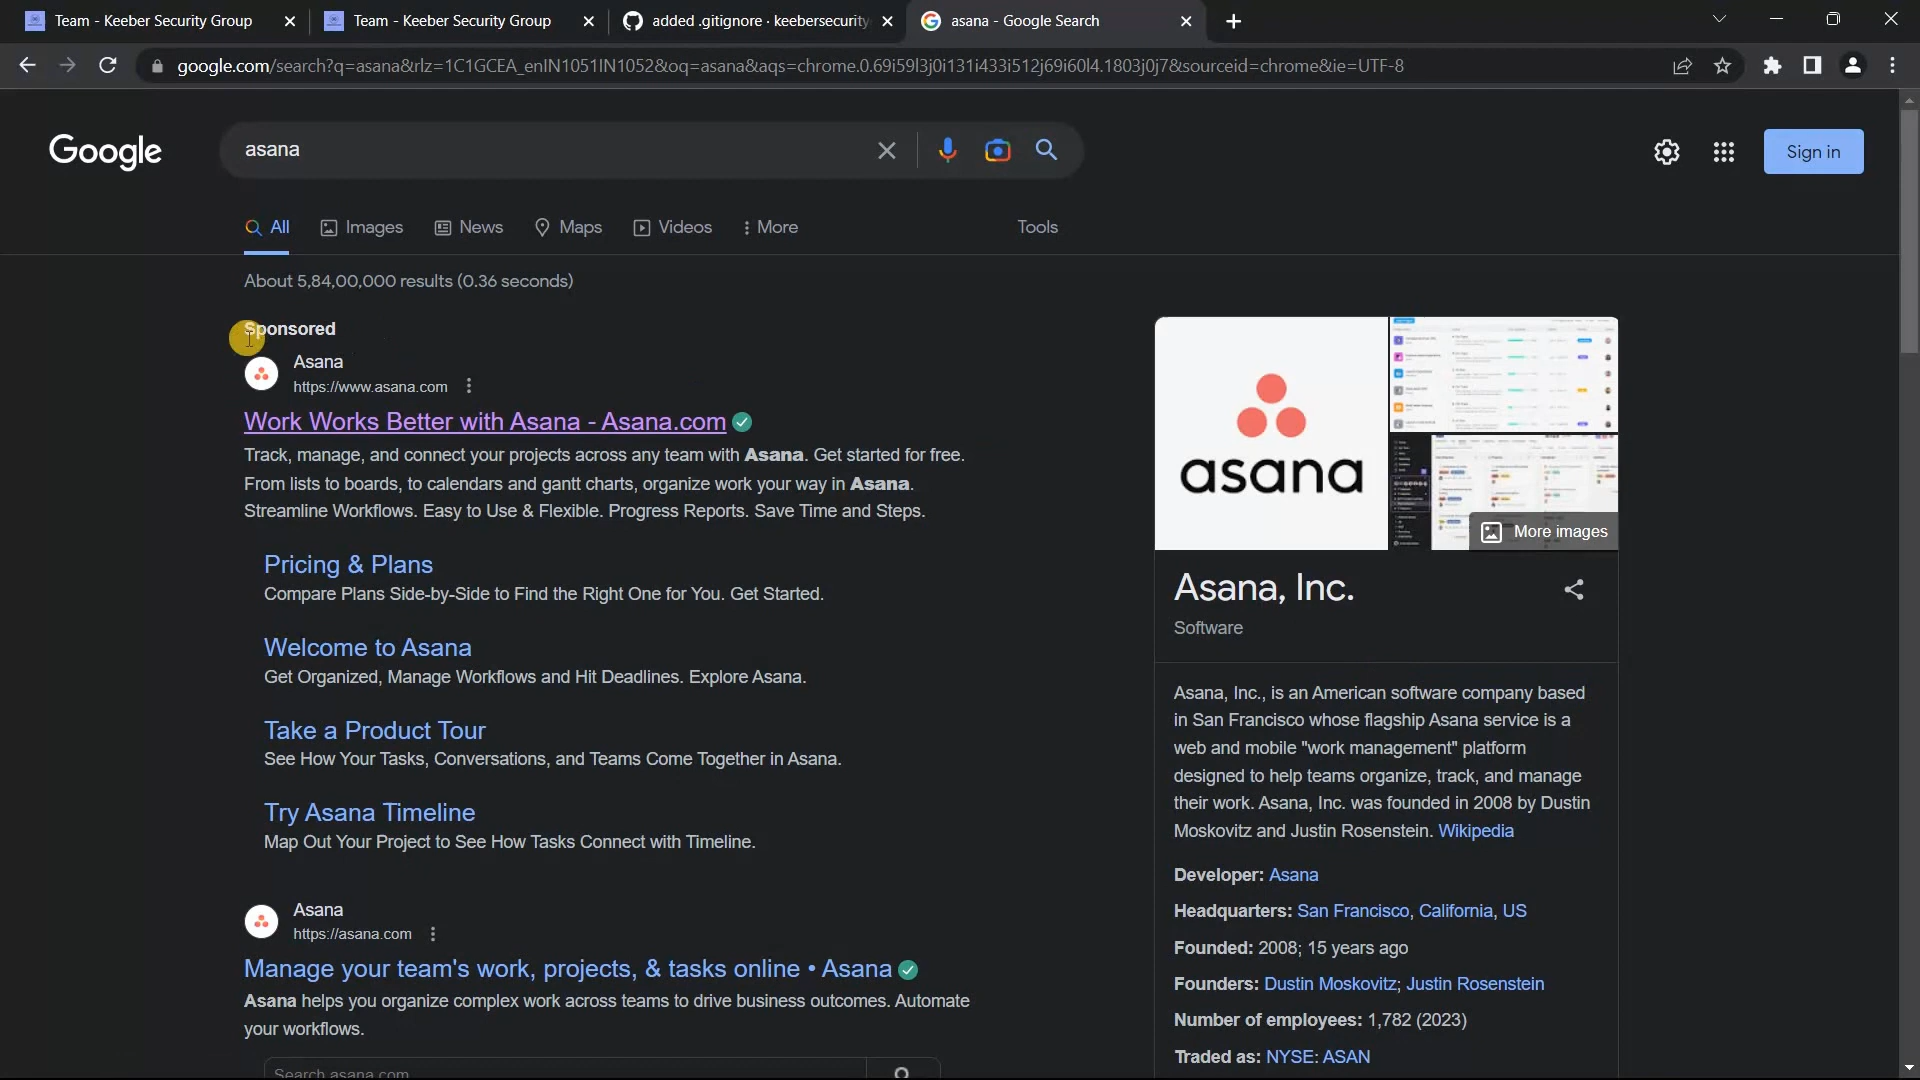 Team - Keeber Security Group
Team - Keeber Security Group
added .gitignore · keebersecurity
asana - Google Search
google.com/search?q=asana&rlz=1C1GCEA_enIN1051IN1052&oq=asana&aqs=chrome.0.69i59l3j0i131i433i512j69i60l4.1803j0j7&sourceid=chrome&ie=UTF-8
Google
asana
Sign in
All
Images
News
Maps
Videos
More
Tools
About 5,84,00,000 results (0.36 seconds)
Sponsored
Asana
https://www.asana.com
Work Works Better with Asana - Asana.com
Track, manage, and connect your projects across any team with Asana. Get started for free.
From lists to boards, to calendars and gantt charts, organize work your way in Asana.
Streamline Workflows. Easy to Use & Flexible. Progress Reports. Save Time and Steps.
Pricing & Plans
Compare Plans Side-by-Side to Find the Right One for You. Get Started.
Welcome to Asana
Get Organized, Manage Workflows and Hit Deadlines. Explore Asana.
Take a Product Tour
See How Your Tasks, Conversations, and Teams Come Together in Asana.
Try Asana Timeline
Map Out Your Project to See How Tasks Connect with Timeline.
Asana
https://asana.com
Manage your team's work, projects, & tasks online • Asana
Asana helps you organize complex work across teams to drive business outcomes. Automate
your workflows.
Search asana.com
asana
More images
Asana, Inc.
Software
Asana, Inc., is an American software company based
in San Francisco whose flagship Asana service is a
web and mobile "work management" platform
designed to help teams organize, track, and manage
their work. Asana, Inc. was founded in 2008 by Dustin
Moskovitz and Justin Rosenstein. Wikipedia
Developer: Asana
Headquarters: San Francisco, California, US
Founded: 2008; 15 years ago
Founders: Dustin Moskovitz; Justin Rosenstein
Number of employees: 1,782 (2023)
Traded as: NYSE: ASAN